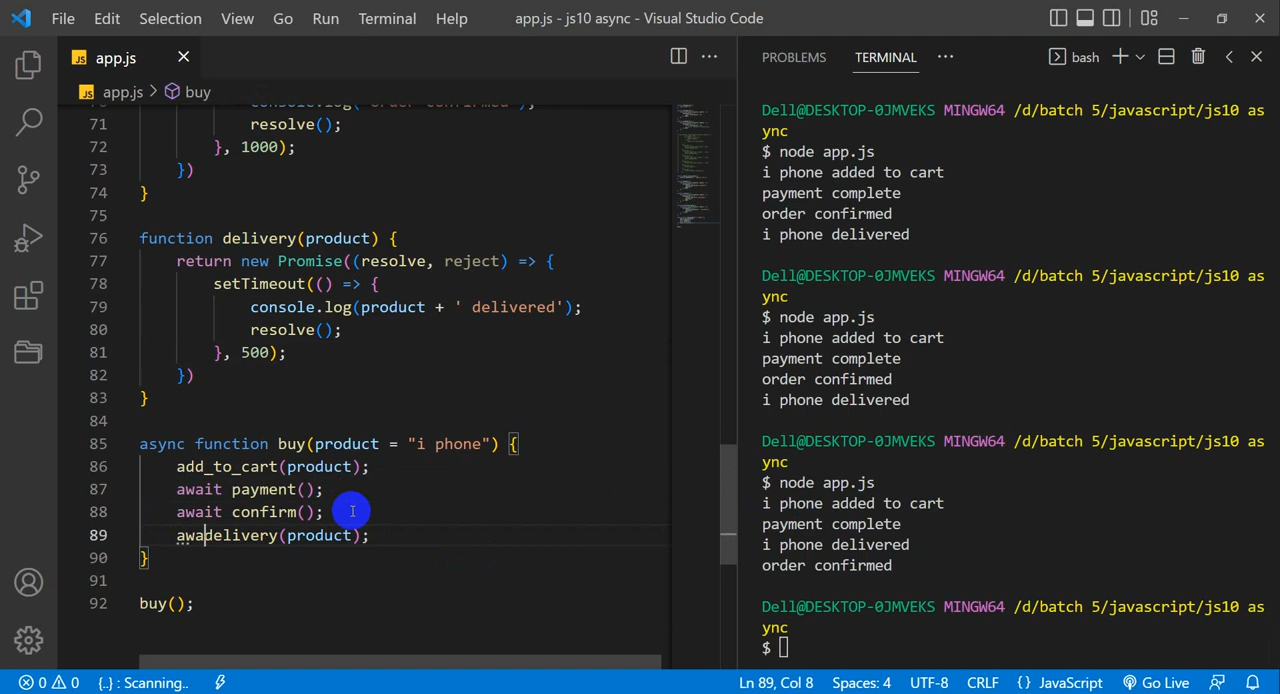 File Edit Selection View Go Run Terminal Help app.js - js10 async - Visual Studio Code
JS app.js
JS app.js > buy
71 resolve();
72 }, 1000);
73 })
74 }
75
76 function delivery(product) {
77 return new Promise((resolve, reject) => {
78 setTimeout(() => {
79 console.log(product + ' delivered');
80 resolve();
81 }, 500);
82 })
83 }
84
85 async function buy(product = "i phone") {
86 add_to_cart(product);
87 await payment();
88 await confirm();
89 awadelivery(product);
90 }
91
92 buy();
PROBLEMS TERMINAL ··· bash
Dell@DESKTOP-0JMVEKS MINGW64 /d/batch 5/javascript/js10 as
ync
$ node app.js
i phone added to cart
payment complete
order confirmed
i phone delivered
Dell@DESKTOP-0JMVEKS MINGW64 /d/batch 5/javascript/js10 as
ync
$ node app.js
i phone added to cart
payment complete
order confirmed
i phone delivered
Dell@DESKTOP-0JMVEKS MINGW64 /d/batch 5/javascript/js10 as
ync
$ node app.js
i phone added to cart
payment complete
i phone delivered
order confirmed
Dell@DESKTOP-0JMVEKS MINGW64 /d/batch 5/javascript/js10 as
ync
$
0 0 {..} : Scanning.. Ln 89, Col 8 Spaces: 4 UTF-8 CRLF {} JavaScript Go Live